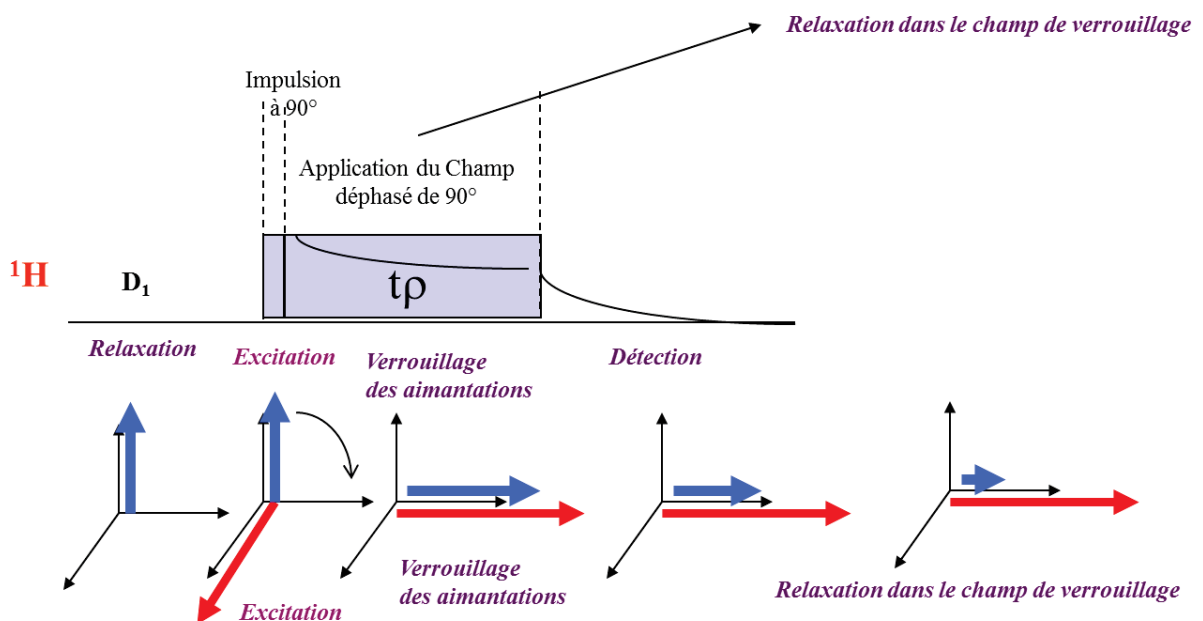 Relaxation dans le champ de verrouillage
Impulsion
à 90°
Application du Champ
déphasé de 90°
¹H
D₁
tρ
Relaxation
Excitation
Verrouillage
des aimantations
Détection
Verrouillage
des aimantations
Excitation
Relaxation dans le champ de verrouillage